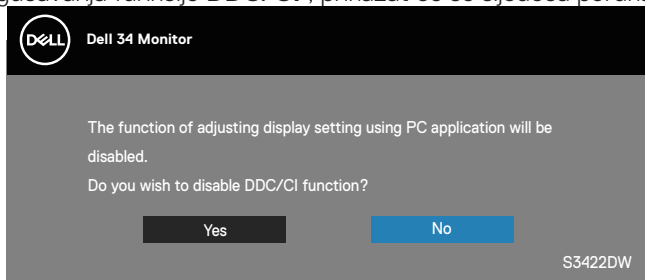 DELL
Dell 34 Monitor
The function of adjusting display setting using PC application will be
disabled.
Do you wish to disable DDC/CI function?
Yes
No
S3422DW